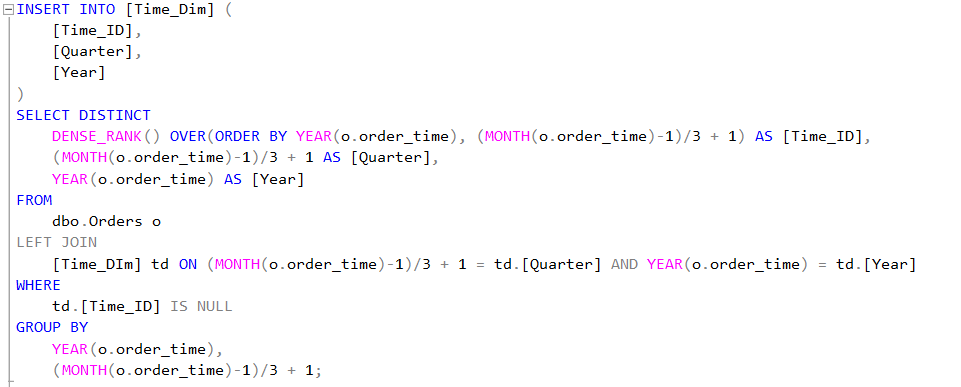 INSERT INTO [Time_Dim] (
[Time_ID],
[Quarter],
[Year]
)
SELECT DISTINCT
DENSE_RANK() OVER(ORDER BY YEAR(o.order_time), (MONTH(o.order_time)-1)/3 + 1) AS [Time_ID],
(MONTH(o.order_time)-1)/3 + 1 AS [Quarter],
YEAR(o.order_time) AS [Year]
FROM
dbo.Orders o
LEFT JOIN
[Time_DIm] td ON (MONTH(o.order_time)-1)/3 + 1 = td.[Quarter] AND YEAR(o.order_time) = td.[Year]
WHERE
td.[Time_ID] IS NULL
GROUP BY
YEAR(o.order_time),
(MONTH(o.order_time)-1)/3 + 1;